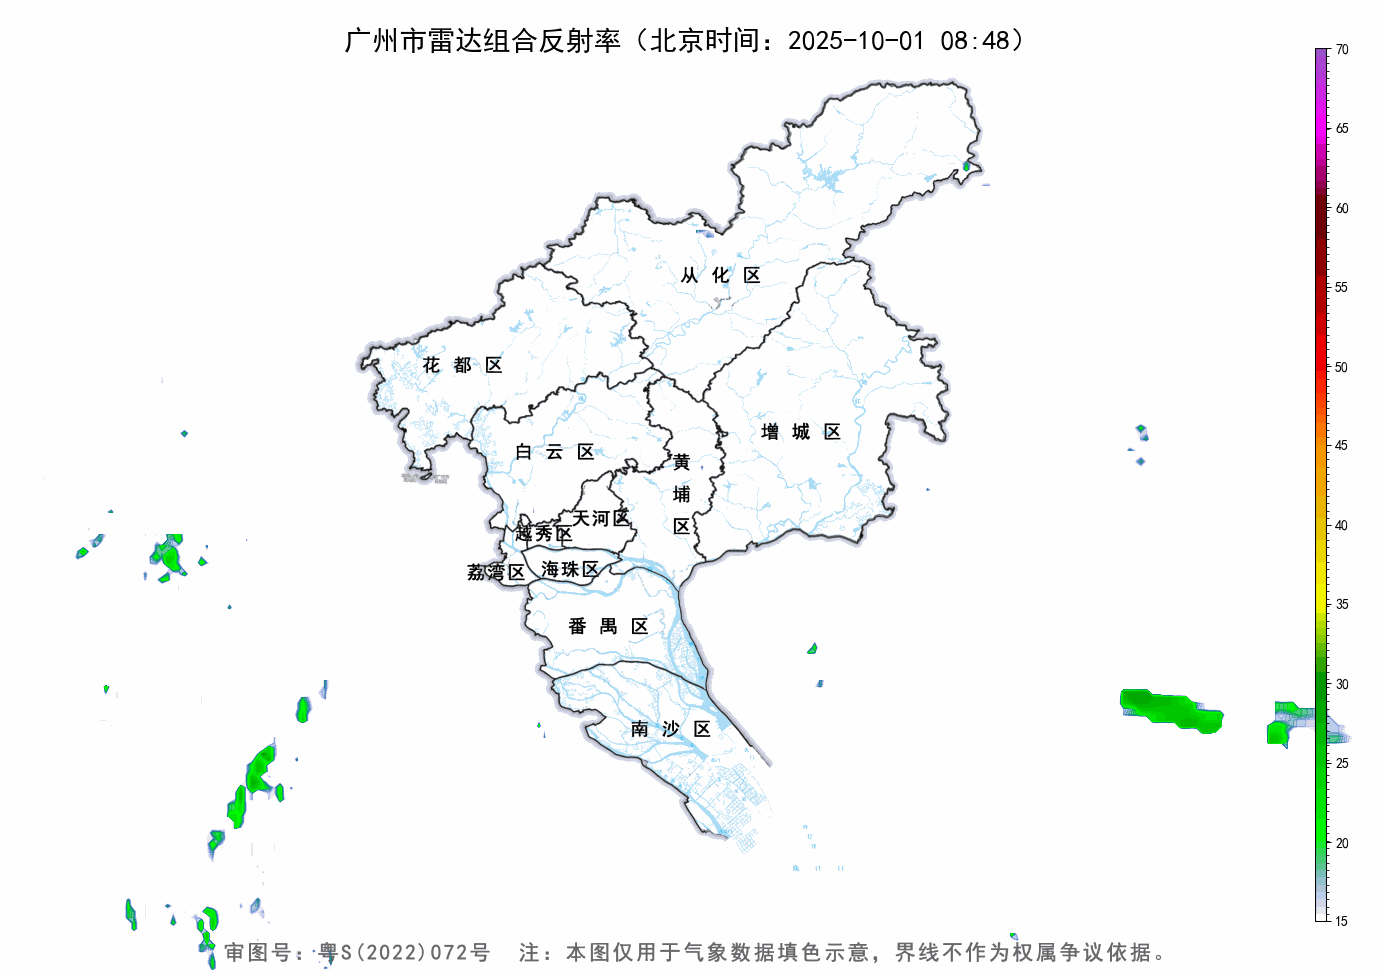 广州市雷达组合反射率（北京时间：2025-10-01 08:48）
70
65
60
55
50
45
40
35
30
25
20
15
从化区
花都区
增城区
白云区
黄埔区
天河区
越秀区
海珠区
荔湾区
番禺区
南沙区
审图号：粤S(2022)072号 注：本图仅用于气象数据填色示意，界线不作为权属争议依据。